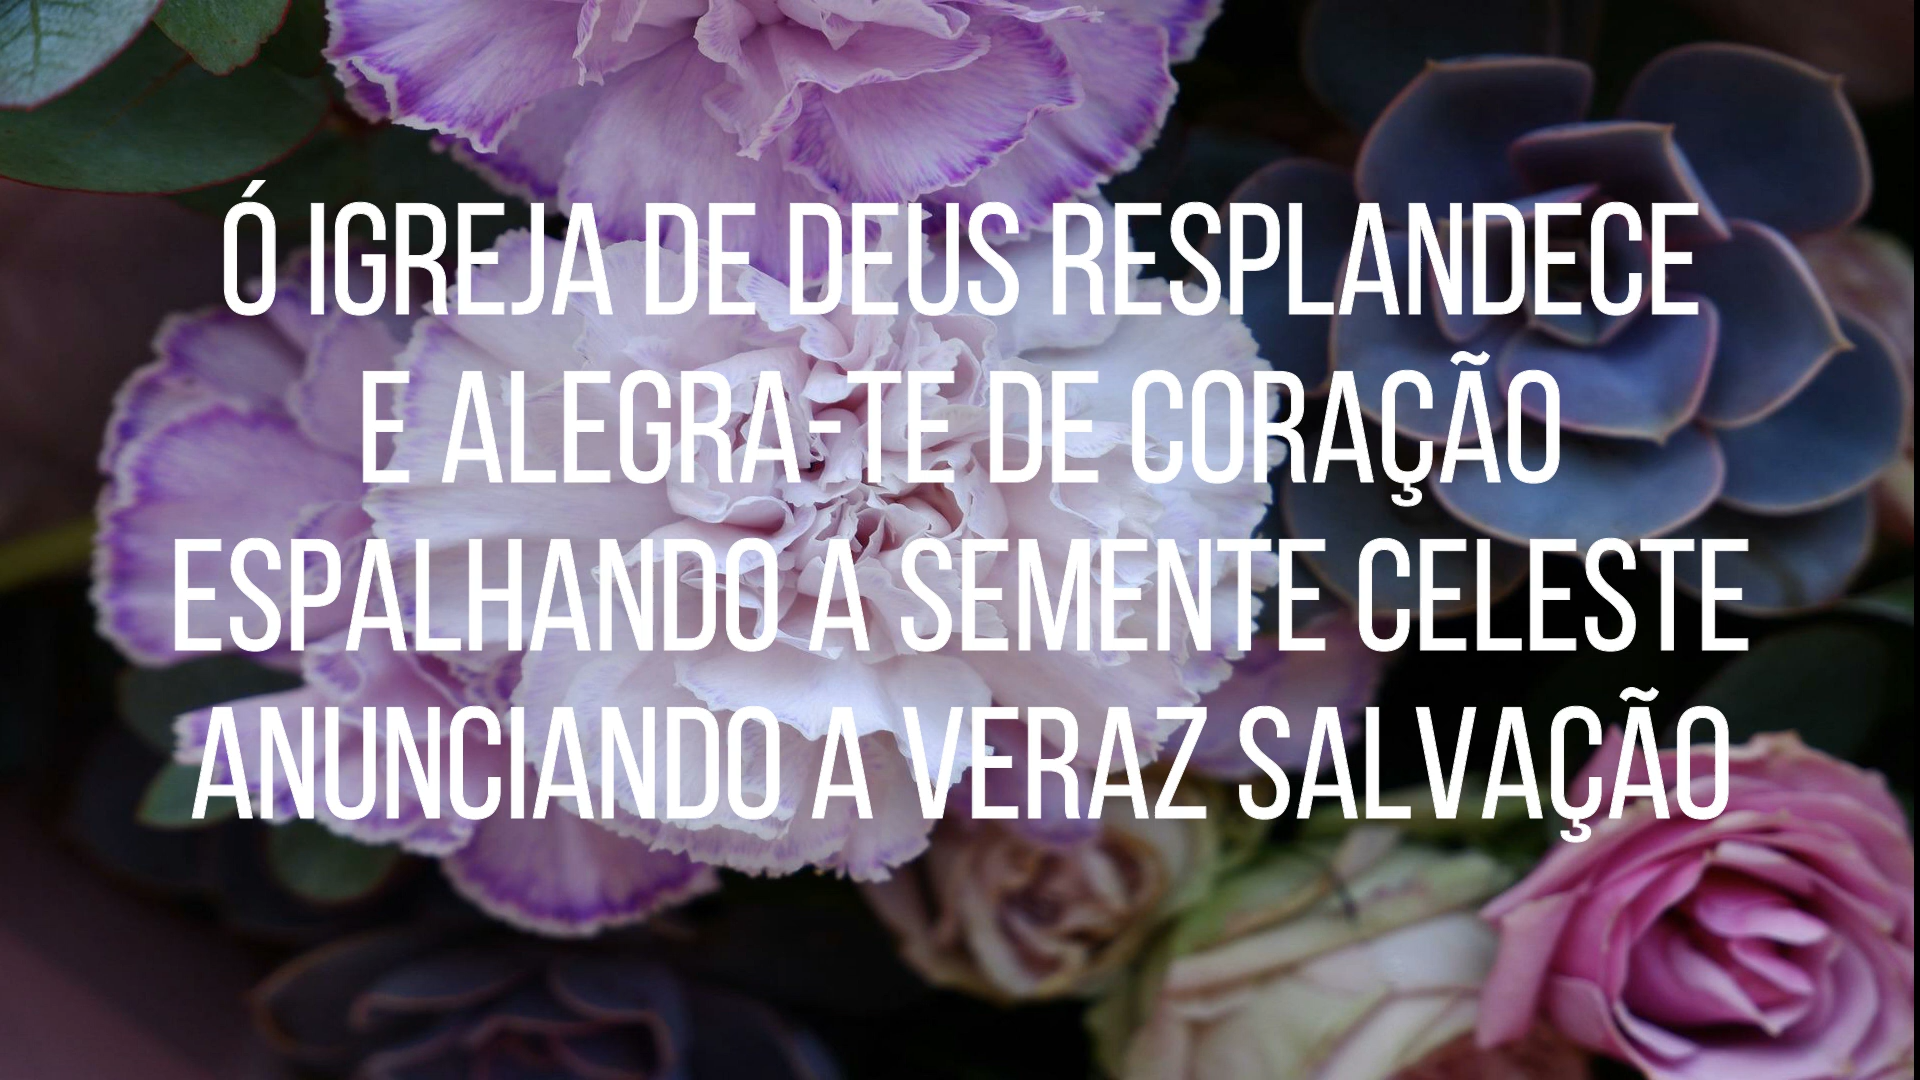 Ó IGREJA DE DEUS RESPLANDECE
E ALEGRA-TE DE CORAÇÃO
ESPALHANDO A SEMENTE CELESTE
ANUNCIANDO A VERAZ SALVAÇÃO